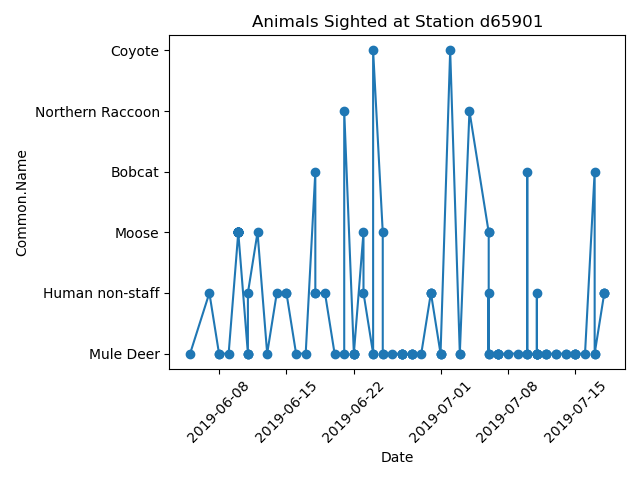 Animals Sighted at Station d65901
Coyote
Northern Raccoon
Bobcat
Moose
Human non-staff
Mule Deer
Common.Name
2019-06-08
2019-06-15
2019-06-22
2019-07-01
2019-07-08
2019-07-15
Date